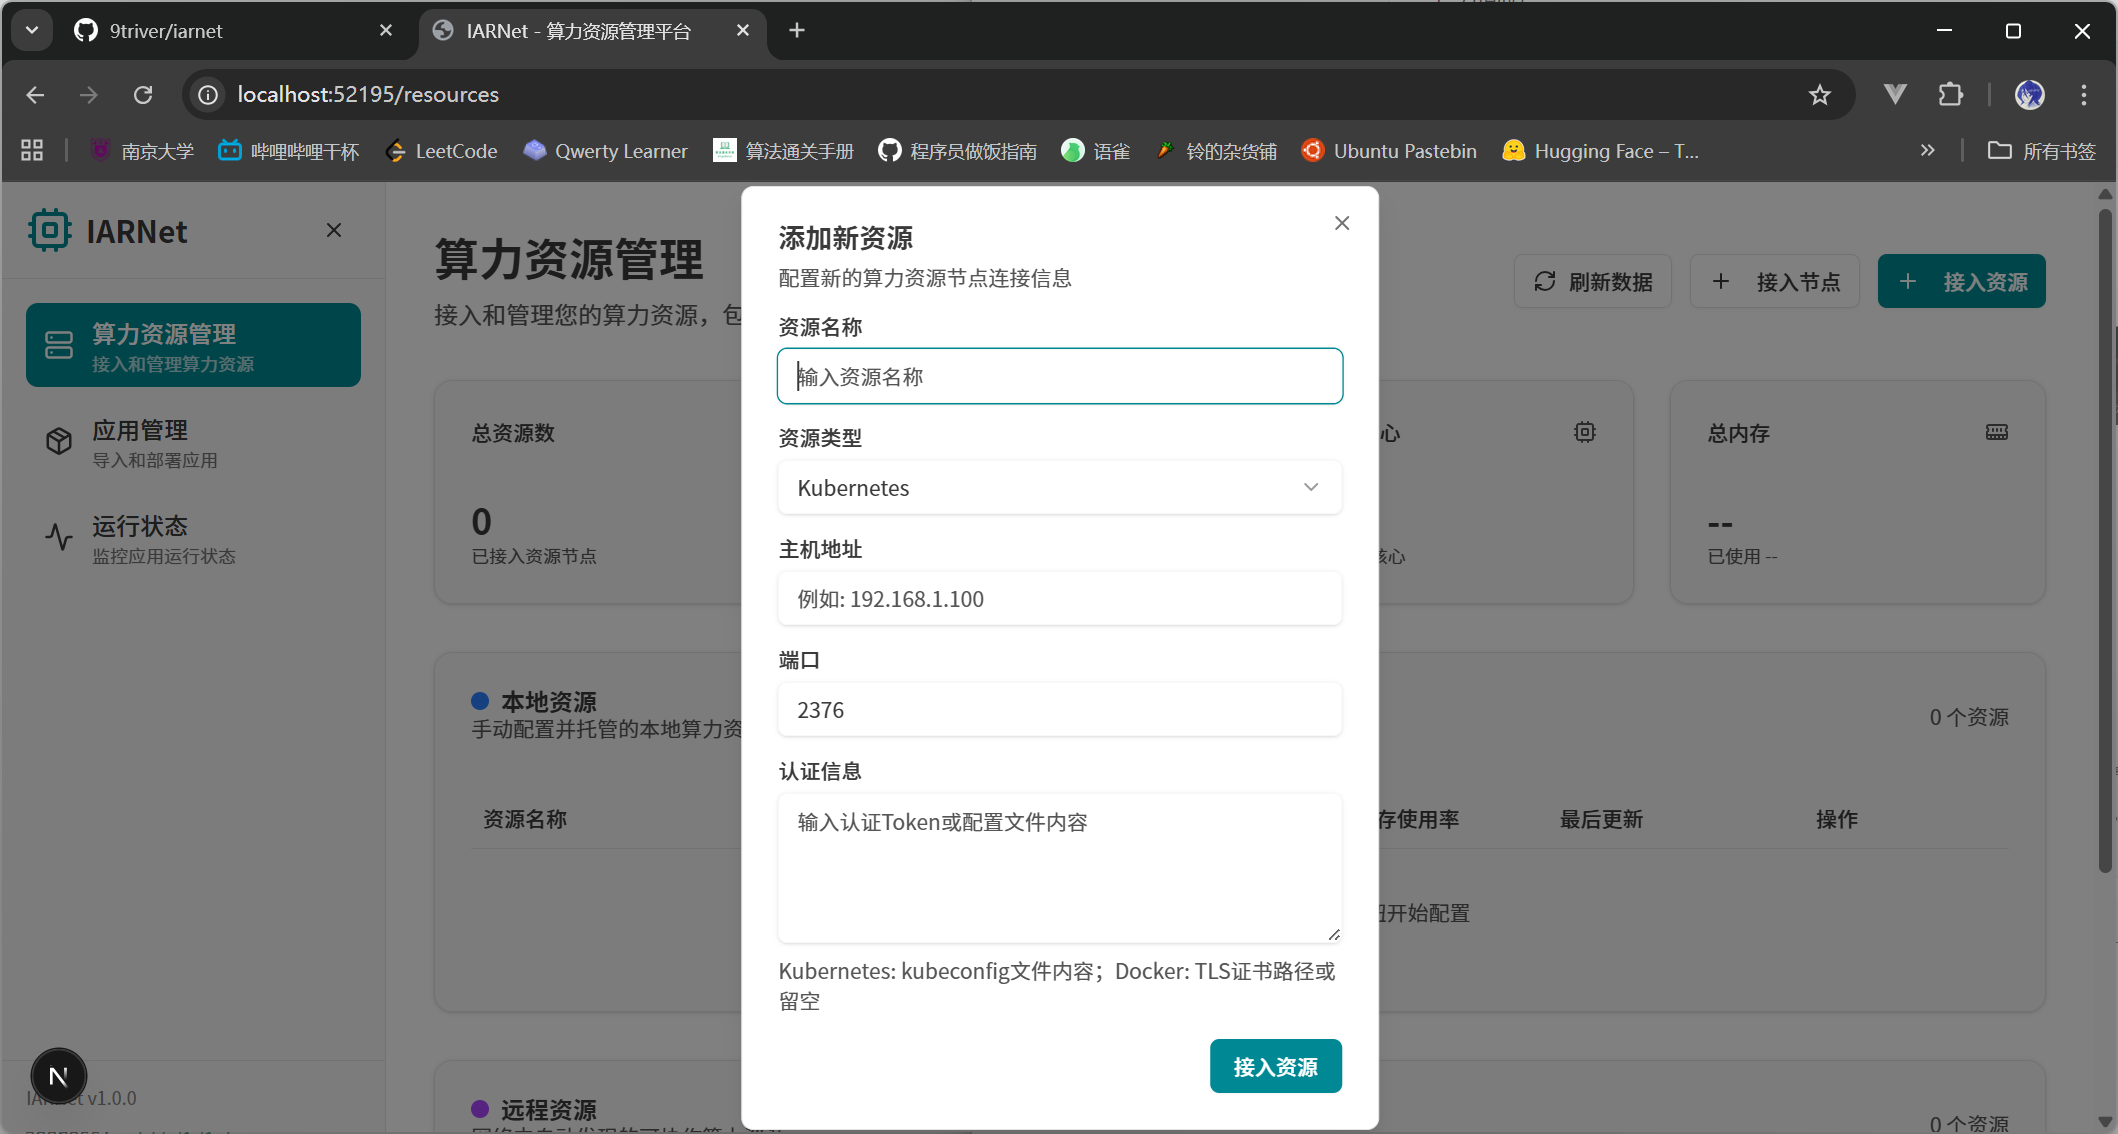 9triver/iarnet
IARNet - 算力资源管理平台
localhost:52195/resources
南京大学
哔哩哔哩干杯
LeetCode
Qwerty Learner
算法通关手册
程序员做饭指南
语雀
铃的杂货铺
Ubuntu Pastebin
Hugging Face – T...
所有书签
IARNet
算力资源管理
接入和管理算力资源
应用管理
导入和部署应用
运行状态
监控应用运行状态
N
v1.0.0
算力资源管理
接入和管理您的算力资源，包
刷新数据
接入节点
接入资源
总资源数
0
已接入资源节点
心
核心
总内存
--
已使用 --
本地资源
手动配置并托管的本地算力资
0 个资源
资源名称
存使用率
最后更新
操作
钮开始配置
远程资源
0 个资源
添加新资源
配置新的算力资源节点连接信息
资源名称
输入资源名称
资源类型
Kubernetes
主机地址
例如: 192.168.1.100
端口
2376
认证信息
输入认证Token或配置文件内容
Kubernetes: kubeconfig文件内容；Docker: TLS证书路径或
留空
接入资源